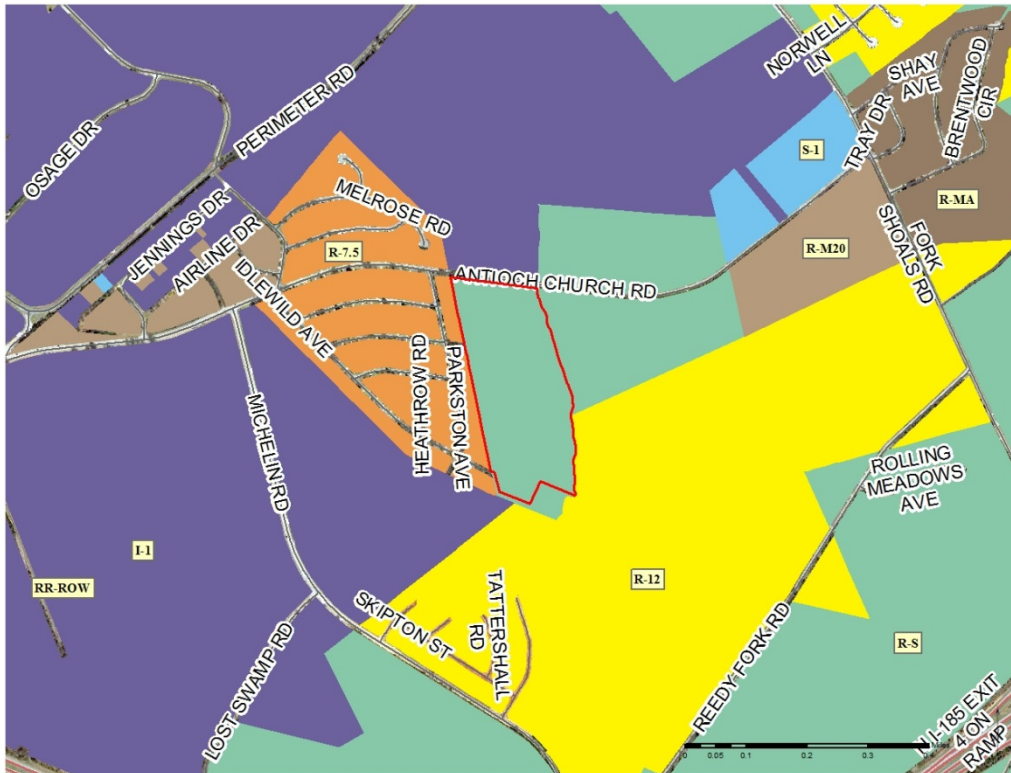 NORWELL
LN
SHAY
AVE
BRENTWOOD
CIR
TRAY DR
PERIMETER RD
OSAGE DR
S-1
R-MA
MELROSE RD
JENNINGS DR
AIRLINE DR
R-7.5
R-M20
FORK
SHOALS RD
IDLEWILD AVE
ANTIOCH CHURCH RD
HEATHROW RD
PARKSTON AVE
MICHELIN RD
ROLLING
MEADOWS
AVE
I-1
RR-ROW
R-12
SKIPTON ST
TATTERSHALL
RD
R-S
LOST SWAMP RD
REEDY FORK RD
N I-185 EXIT
4 ON
RAMP
0 0.05 0.1 0.2 0.3